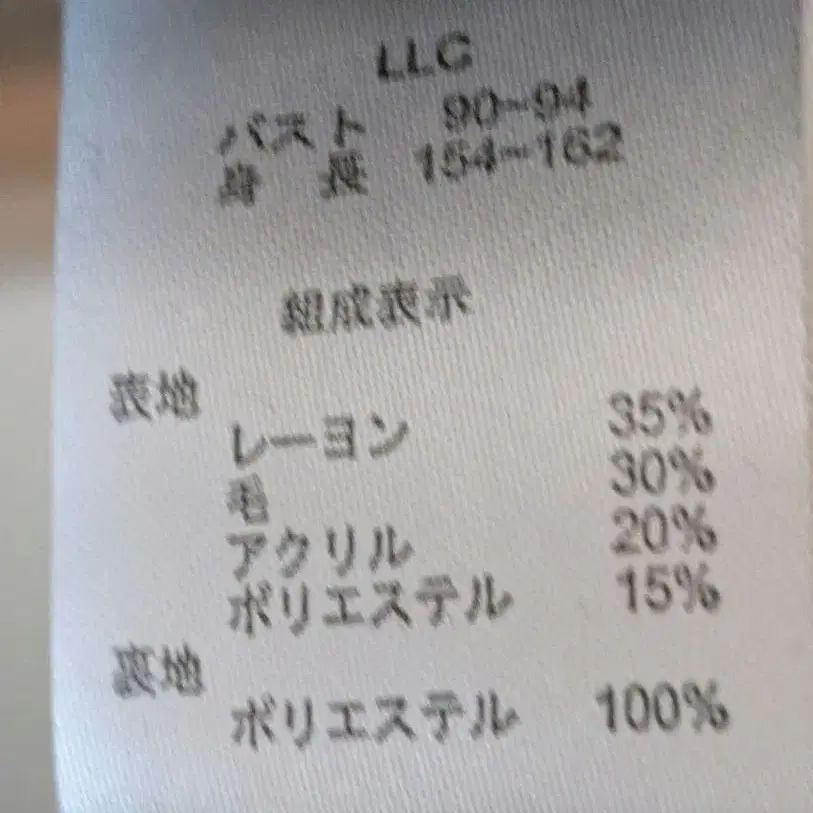 LLG
バスト 90-94
身 長 154-162
組成表示
表地
レーヨン 35%
毛 30%
アクリル 20%
ポリエステル 15%
裏地
ポリエステル 100%